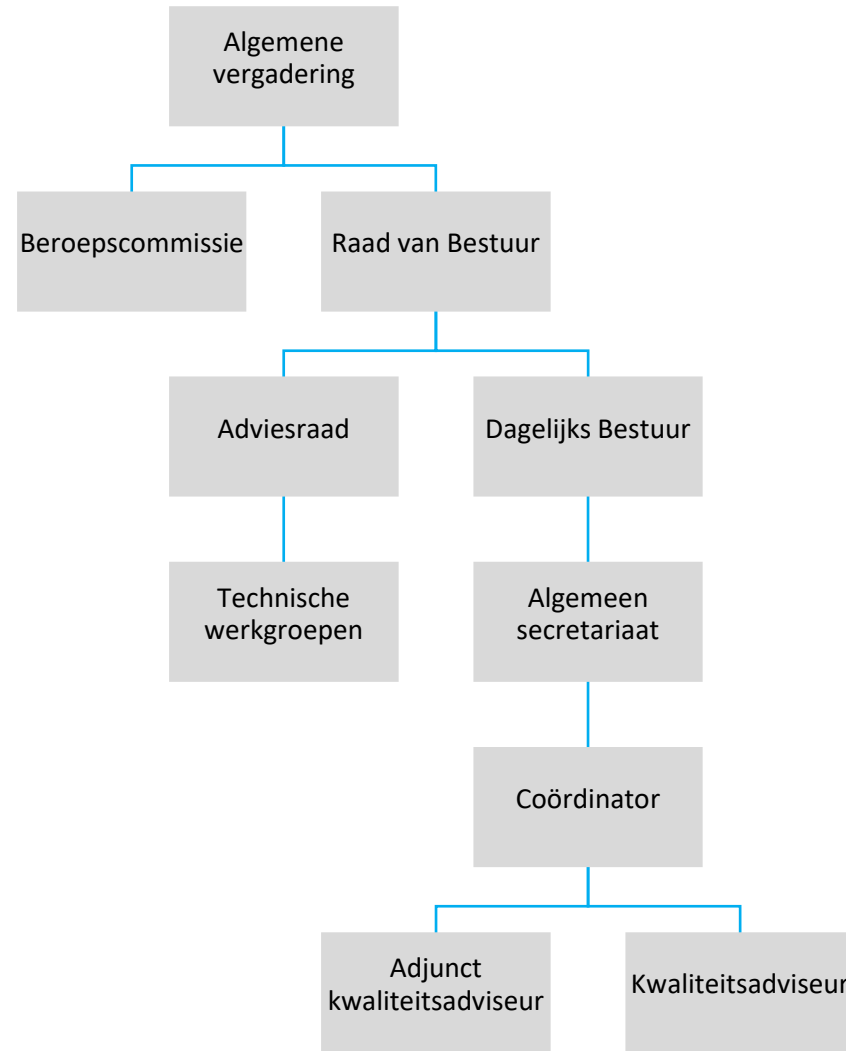 Algemene
vergadering
Beroepscommissie
Raad van Bestuur
Adviesraad
Dagelijks Bestuur
Technische
werkgroepen
Algemeen
secretariaat
Coördinator
Adjunct
kwaliteitsadviseur
Kwaliteitsadviseur